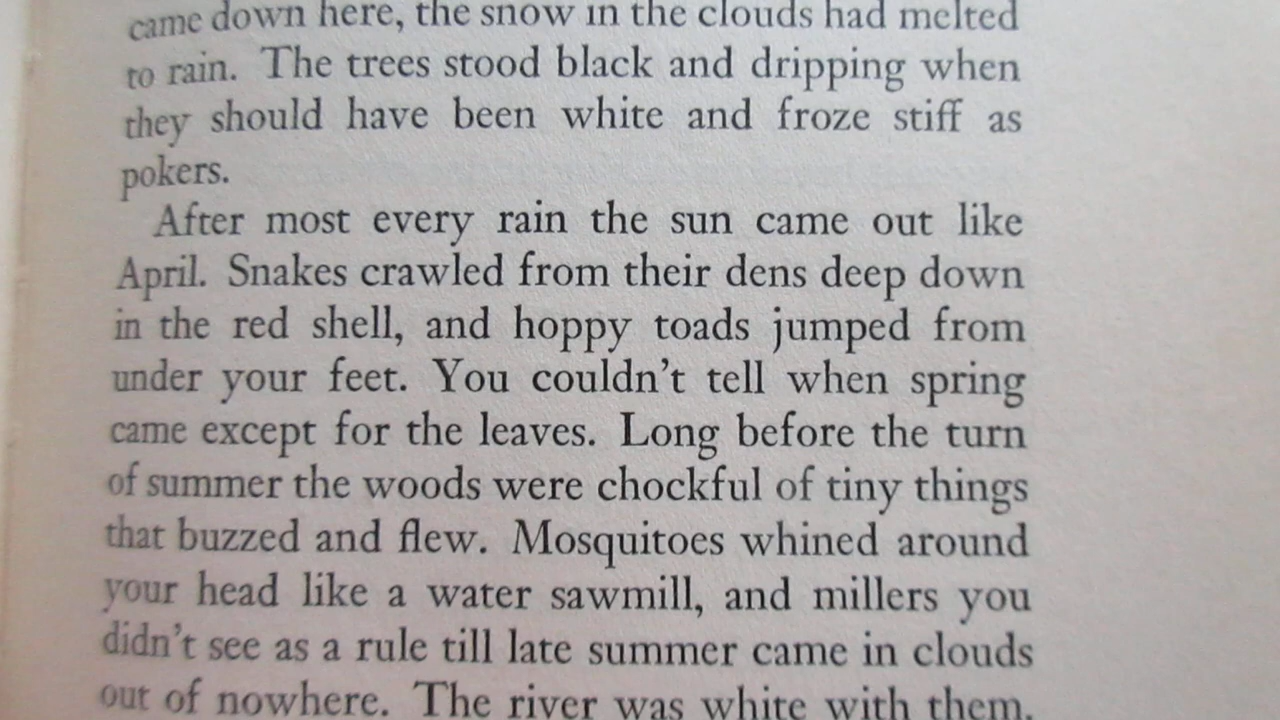 came down here, the snow in the clouds had melted
to rain. The trees stood black and dripping when
they should have been white and froze stiff as
pokers.
After most every rain the sun came out like
April. Snakes crawled from their dens deep down
in the red shell, and hoppy toads jumped from
under your feet. You couldn't tell when spring
came except for the leaves. Long before the turn
of summer the woods were chockful of tiny things
that buzzed and flew. Mosquitoes whined around
your head like a water sawmill, and millers you
didn't see as a rule till late summer came in clouds
out of nowhere. The river was white with them.